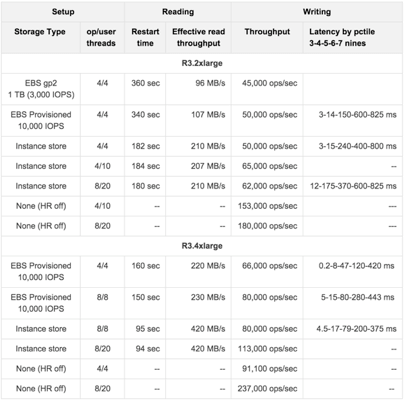 Setup Reading Writing
Storage Type op/user threads Restart time Effective read throughput Throughput Latency by pctile 3-4-5-6-7 nines
R3.2xlarge
EBS gp2 1 TB (3,000 IOPS) 4/4 360 sec 96 MB/s 45,000 ops/sec
EBS Provisioned 10,000 IOPS 4/4 340 sec 107 MB/s 50,000 ops/sec 3-14-150-600-825 ms
Instance store 4/4 182 sec 210 MB/s 50,000 ops/sec 3-15-240-400-800 ms
Instance store 4/10 184 sec 207 MB/s 65,000 ops/sec --
Instance store 8/20 180 sec 210 MB/s 62,000 ops/sec 12-175-370-600-825 ms
None (HR off) 4/10 -- -- 153,000 ops/sec ---
None (HR off) 8/20 -- -- 180,000 ops/sec ---
R3.4xlarge
EBS Provisioned 10,000 IOPS 4/4 160 sec 220 MB/s 66,000 ops/sec 0.2-8-47-120-420 ms
EBS Provisioned 10,000 IOPS 8/8 150 sec 230 MB/s 80,000 ops/sec 5-15-80-280-443 ms
Instance store 8/8 95 sec 420 MB/s 80,000 ops/sec 4.5-17-79-200-375 ms
Instance store 8/20 94 sec 420 MB/s 113,000 ops/sec --
None (HR off) 4/4 -- -- 91,100 ops/sec --
None (HR off) 8/20 -- -- 237,000 ops/sec --